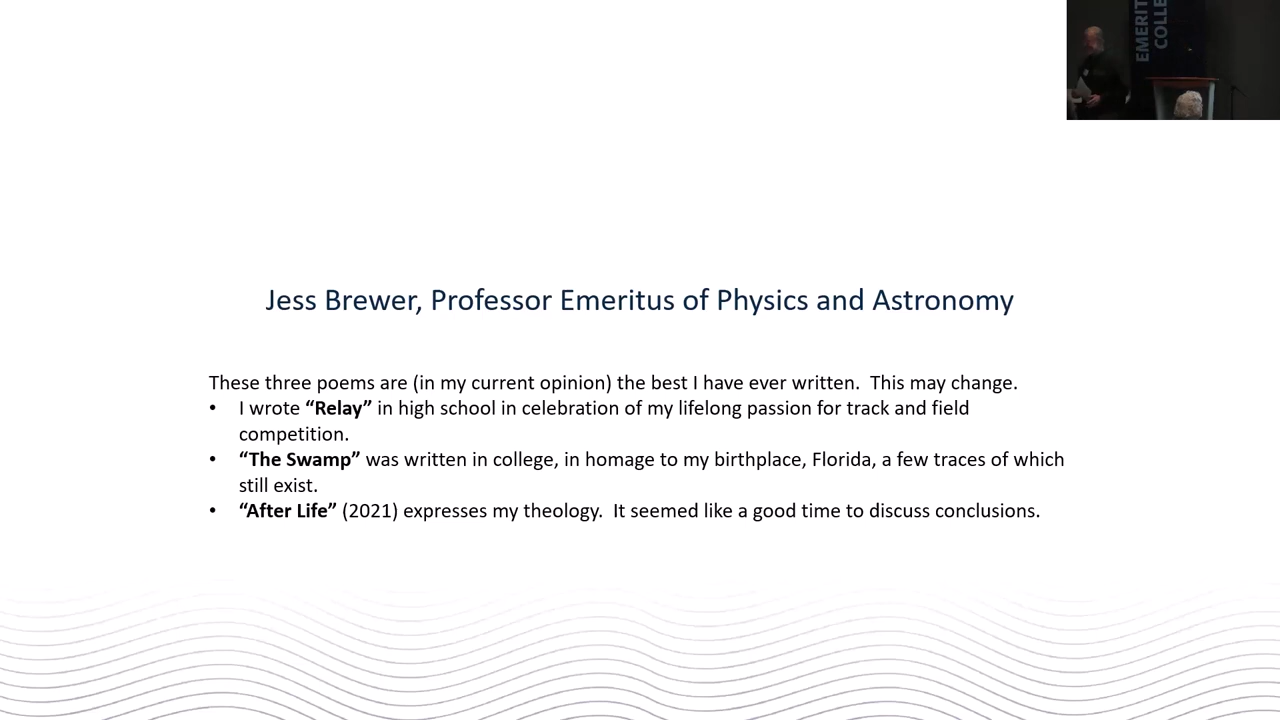 EMERIT
COLLE
Jess Brewer, Professor Emeritus of Physics and Astronomy
These three poems are (in my current opinion) the best I have ever written.  This may change.
• I wrote “Relay” in high school in celebration of my lifelong passion for track and field
competition.
• “The Swamp” was written in college, in homage to my birthplace, Florida, a few traces of which
still exist.
• “After Life” (2021) expresses my theology.  It seemed like a good time to discuss conclusions.